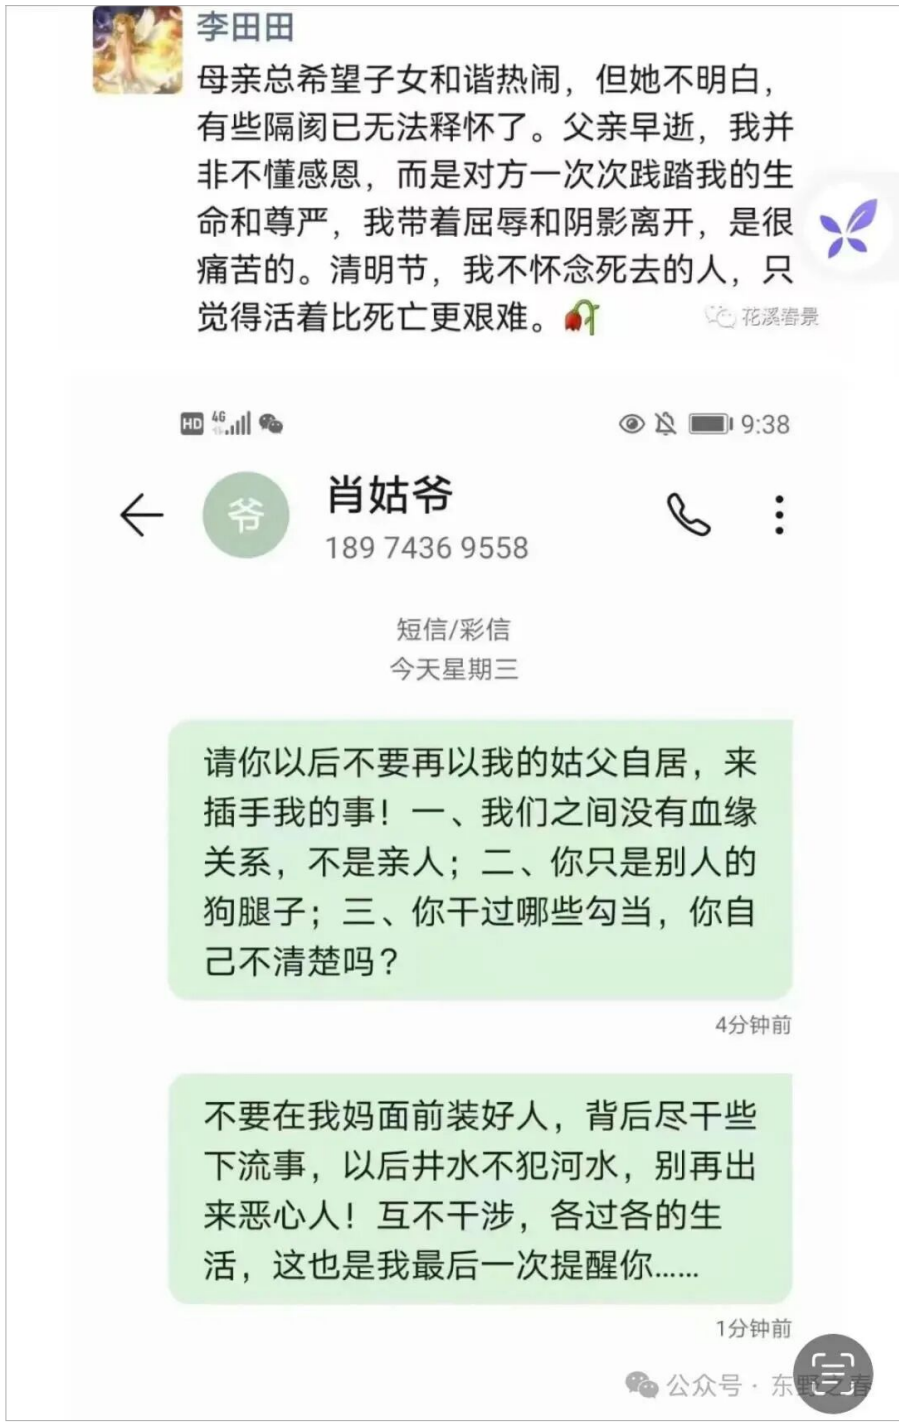 李田田
母亲总希望子女和谐热闹，但她不明白，
有些隔阂已无法释怀了。父亲早逝，我并
非不懂感恩，而是对方一次次践踏我的生
命和尊严，我带着屈辱和阴影离开，是很
痛苦的。清明节，我不怀念死去的人，只
觉得活着比死亡更艰难。🥀
花溪春景
HD 4G 9:38
爷
肖姑爷
189 7436 9558
短信/彩信
今天星期三
请你以后不要再以我的姑父自居，来
插手我的事！一、我们之间没有血缘
关系，不是亲人；二、你只是别人的
狗腿子；三、你干过哪些勾当，你自
己不清楚吗？
4分钟前
不要在我妈面前装好人，背后尽干些
下流事，以后井水不犯河水，别再出
来恶心人！互不干涉，各过各的生
活，这也是我最后一次提醒你……
1分钟前
公众号 · 东野之春